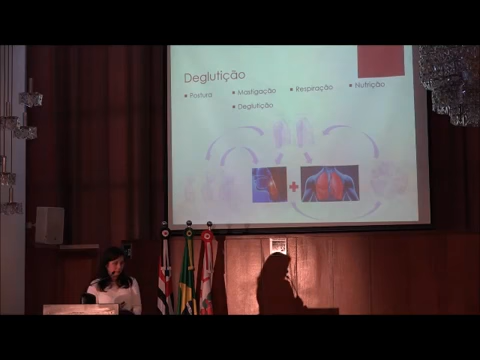 Deglutição
▪ Postura ▪ Mastigação ▪ Respiração ▪ Nutrição
▪ Deglutição